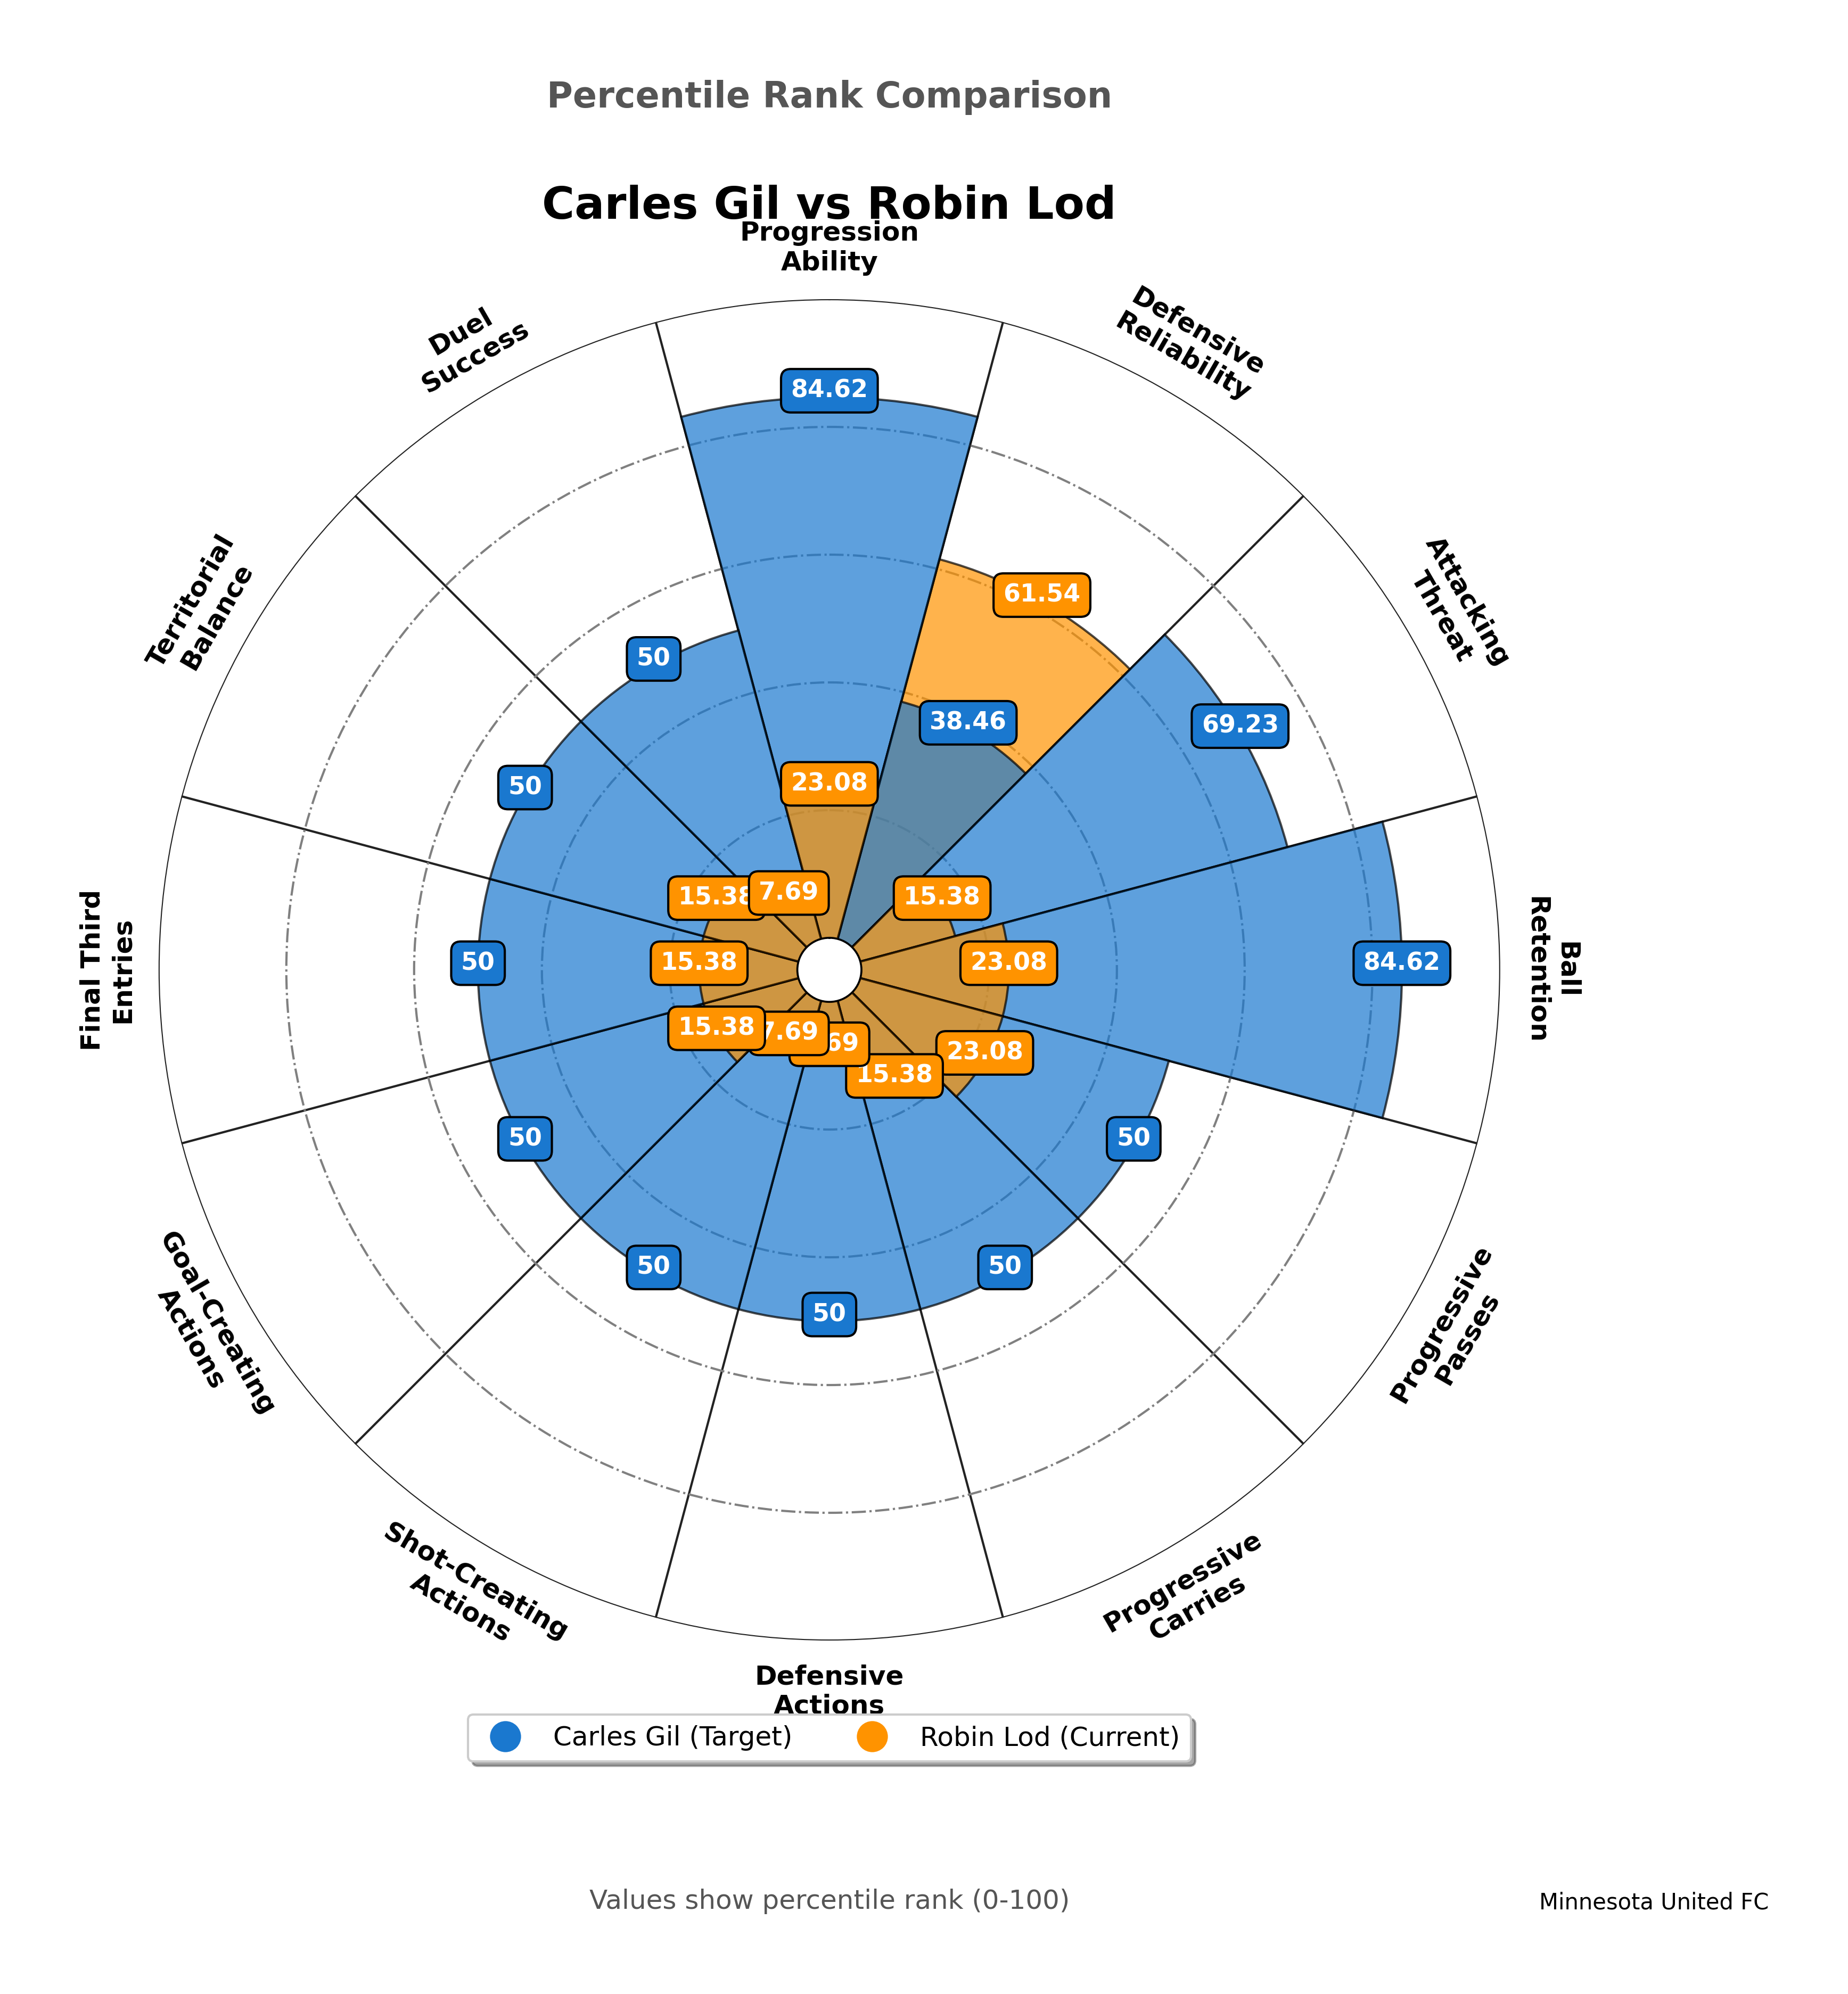 Percentile Rank Comparison
Carles Gil vs Robin Lod
Progression
Ability
Defensive
Reliability
Duel
Success
84.62
61.54
Attacking
Threat
Territorial
Balance
50
38.46
69.23
50
23.08
15.38
7.69
15.38
Final Third
Entries
50
15.38
23.08
84.62
Ball
Retention
15.38
7.69
69
15.38
23.08
50
50
50
50
50
Goal-Creating
Actions
Progressive
Passes
Shot-Creating
Actions
Progressive
Carries
Defensive
Actions
Carles Gil (Target)
Robin Lod (Current)
Values show percentile rank (0-100)
Minnesota United FC